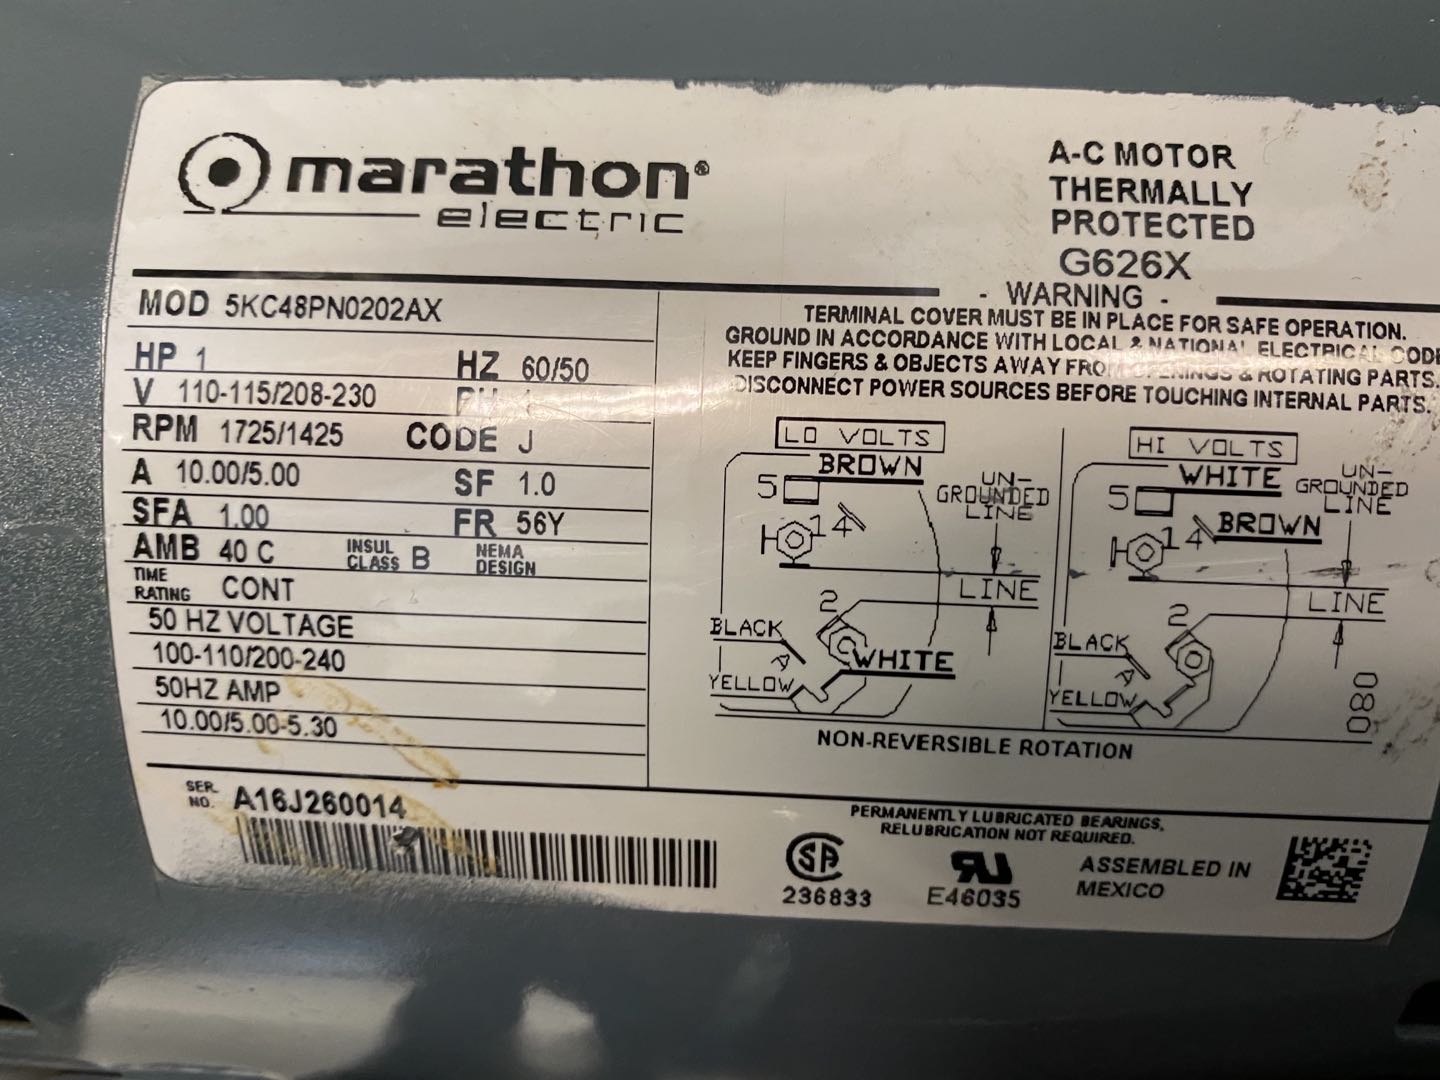 marathon®
electric
A-C MOTOR
THERMALLY
PROTECTED
G626X
MOD 5KC48PN0202AX
HP 1 HZ 60/50
V 110-115/208-230
RPM 1725/1425 CODE J
A 10.00/5.00 SF 1.0
SFA 1.00 FR 56Y
AMB 40 C INSUL CLASS B NEMA DESIGN
TIME RATING CONT
50 HZ VOLTAGE
100-110/200-240
50HZ AMP
10.00/5.00-5.30
SER. NO. A16J260014
- WARNING -
TERMINAL COVER MUST BE IN PLACE FOR SAFE OPERATION.
GROUND IN ACCORDANCE WITH LOCAL & NATIONAL ELECTRICAL CODE
KEEP FINGERS & OBJECTS AWAY FROM OPENINGS & ROTATING PARTS.
DISCONNECT POWER SOURCES BEFORE TOUCHING INTERNAL PARTS.
LO VOLTS
BROWN
5
4
UN-
GROUNDED
LINE
2
LINE
WHITE
BLACK
YELLOW
HI VOLTS
5
WHITE
4
BROWN
UN-
GROUNDED
LINE
2
LINE
BLACK
YELLOW
NON-REVERSIBLE ROTATION
080
PERMANENTLY LUBRICATED BEARINGS,
RELUBRICATION NOT REQUIRED.
236833
E46035
ASSEMBLED IN
MEXICO